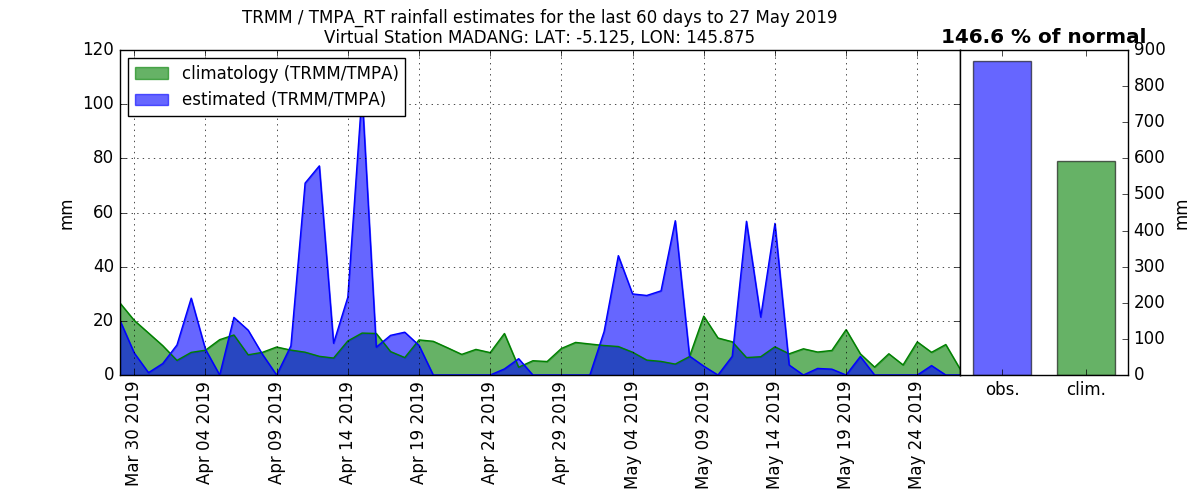 TRMM / TMPA_RT rainfall estimates for the last 60 days to 27 May 2019
Virtual Station MADANG: LAT: -5.125, LON: 145.875
146.6 % of normal
climatology (TRMM/TMPA)
estimated (TRMM/TMPA)
120
100
80
60
40
20
0
mm
Mar 30 2019
Apr 04 2019
Apr 09 2019
Apr 14 2019
Apr 19 2019
Apr 24 2019
Apr 29 2019
May 04 2019
May 09 2019
May 14 2019
May 19 2019
May 24 2019
obs.
clim.
900
800
700
600
500
400
300
200
100
0
mm